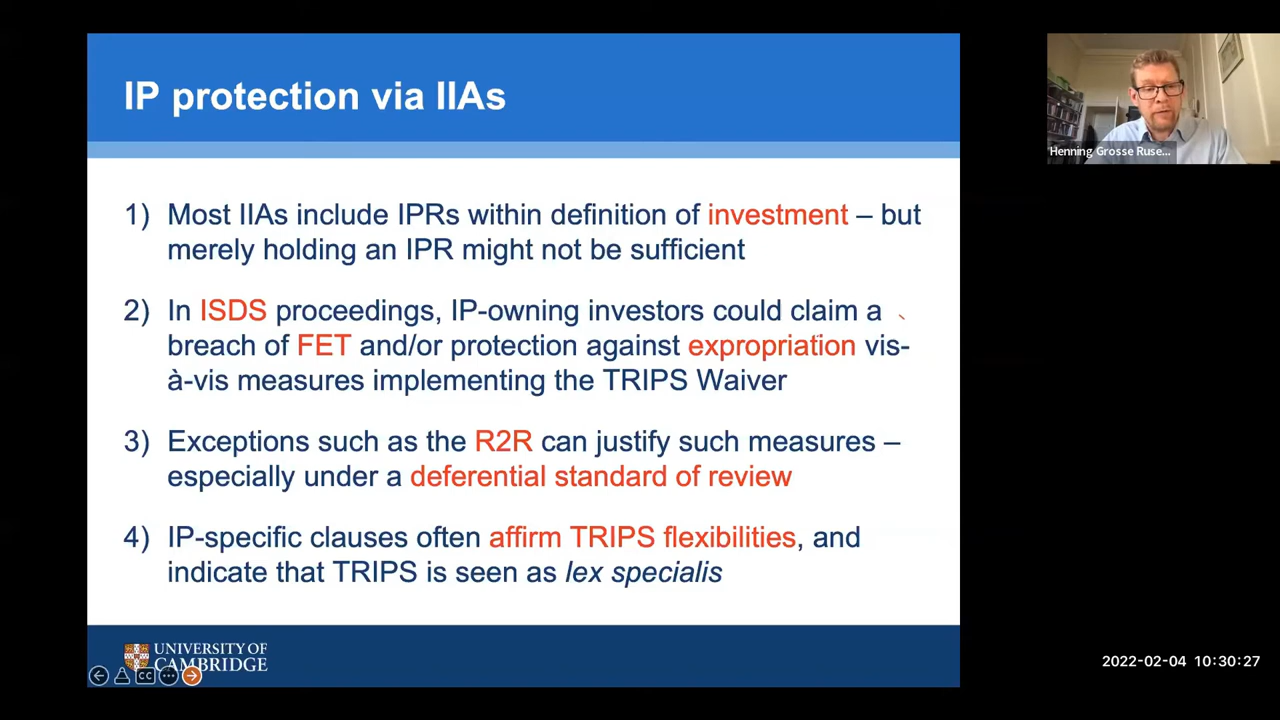 IP protection via IIAs
Henning Grosse Ruse...
1) Most IIAs include IPRs within definition of investment – but
merely holding an IPR might not be sufficient
2) In ISDS proceedings, IP-owning investors could claim a
breach of FET and/or protection against expropriation vis-
à-vis measures implementing the TRIPS Waiver
3) Exceptions such as the R2R can justify such measures –
especially under a deferential standard of review
4) IP-specific clauses often affirm TRIPS flexibilities, and
indicate that TRIPS is seen as lex specialis
UNIVERSITY OF
CAMBRIDGE
CC
2022-02-04 10:30:27